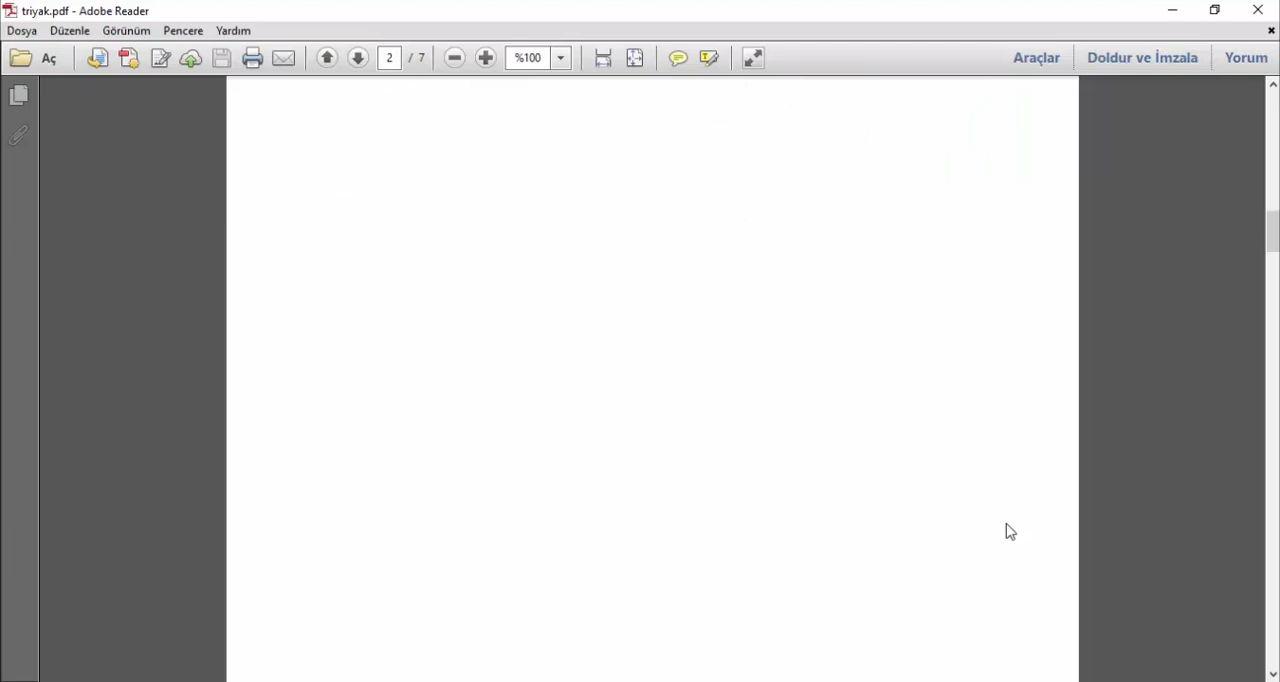 triyak.pdf - Adobe Reader
Dosya Düzenle Görünüm Pencere Yardım
Aç 2 / 7 %100 Araçlar Doldur ve İmzala Yorum